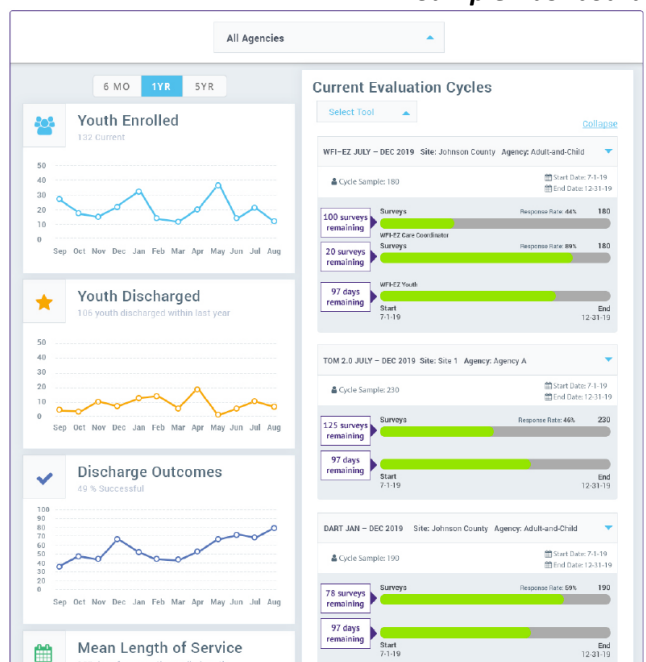 All Agencies
6 MO 1YR 5YR
Youth Enrolled
132 Current
50
40
30
20
10
0
Sep Oct Nov Dec Jan Feb Mar Apr May Jun Jul Aug
Youth Discharged
106 youth discharged within last year
50
40
30
20
10
0
Sep Oct Nov Dec Jan Feb Mar Apr May Jun Jul Aug
Discharge Outcomes
49 % Successful
100
90
80
70
60
50
40
30
20
0
Sep Oct Nov Dec Jan Feb Mar Apr May Jun Jul Aug
Mean Length of Service
Current Evaluation Cycles
Select Tool
Collapse
WFI-EZ JULY – DEC 2019 Site: Johnson County Agency: Adult-and-Child
Cycle Sample: 180
Start Date: 7-1-19
End Date: 12-31-19
100 surveys remaining
Surveys Response Rate: 44% 180
WFI-EZ Care Coordinator
20 surveys remaining
Surveys Response Rate: 89% 180
WFI-EZ Youth
97 days remaining
Start End
7-1-19 12-31-19
TOM 2.0 JULY – DEC 2019 Site: Site 1 Agency: Agency A
Cycle Sample: 230
Start Date: 7-1-19
End Date: 12-31-19
125 surveys remaining
Surveys Response Rate: 46% 230
97 days remaining
Start End
7-1-19 12-31-19
DART JAN – DEC 2019 Site: Johnson County Agency: Adult-and-Child
Cycle Sample: 190
Start Date: 7-1-19
End Date: 12-31-19
78 surveys remaining
Surveys Response Rate: 59% 190
97 days remaining
Start End
7-1-19 12-31-19